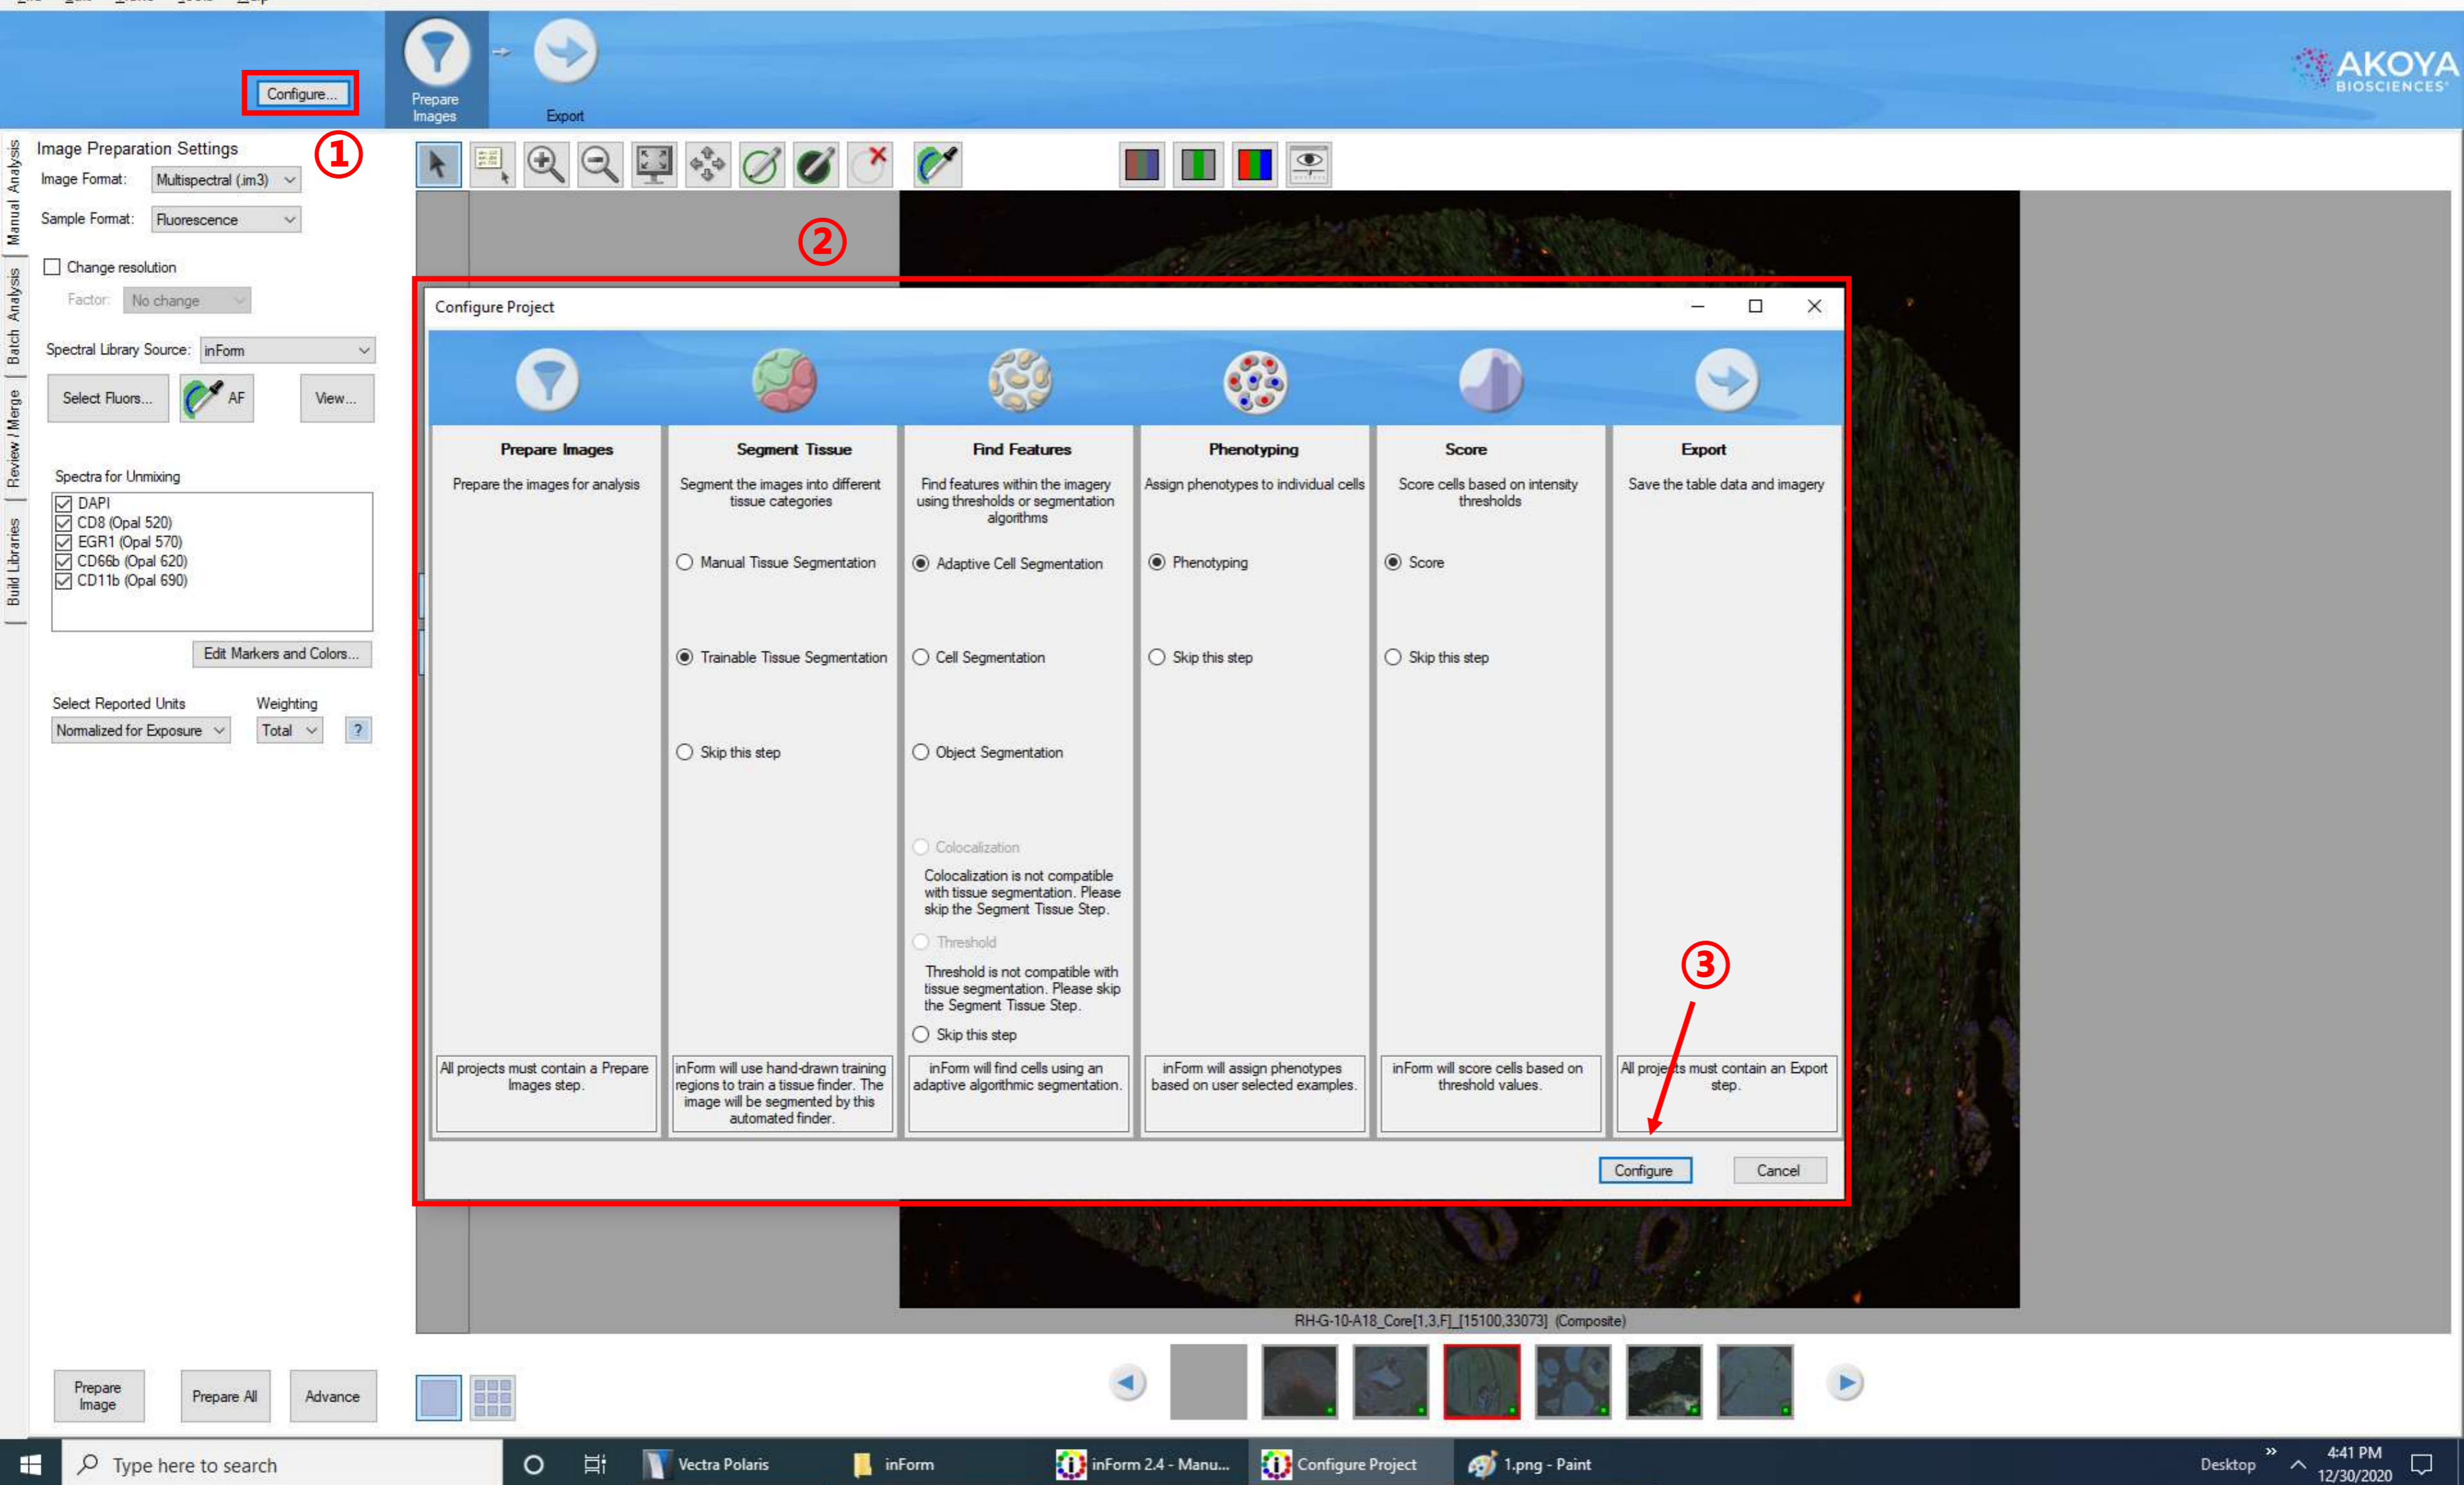 Configure...
Prepare
Images
Export
AKOYA
BIOSCIENCES
①
Manual Analysis
Batch Analysis
Review / Merge
Build Libraries
Image Preparation Settings
Image Format: Multispectral (.im3)
Sample Format: Fluorescence
Change resolution
Factor: No change
Spectral Library Source: inForm
Select Fluors...
AF
View...
Spectra for Unmixing
DAPI
CD8 (Opal 520)
EGR1 (Opal 570)
CD66b (Opal 620)
CD11b (Opal 690)
Edit Markers and Colors...
Select Reported Units Weighting
Normalized for Exposure Total ?
②
Configure Project
Prepare Images
Prepare the images for analysis
All projects must contain a Prepare
Images step.
Segment Tissue
Segment the images into different
tissue categories
Manual Tissue Segmentation
Trainable Tissue Segmentation
Skip this step
inForm will use hand-drawn training
regions to train a tissue finder. The
image will be segmented by this
automated finder.
Find Features
Find features within the imagery
using thresholds or segmentation
algorithms
Adaptive Cell Segmentation
Cell Segmentation
Object Segmentation
Colocalization
Colocalization is not compatible
with tissue segmentation. Please
skip the Segment Tissue Step.
Threshold
Threshold is not compatible with
tissue segmentation. Please skip
the Segment Tissue Step.
Skip this step
inForm will find cells using an
adaptive algorithmic segmentation.
Phenotyping
Assign phenotypes to individual cells
Phenotyping
Skip this step
inForm will assign phenotypes
based on user selected examples.
Score
Score cells based on intensity
thresholds
Score
Skip this step
inForm will score cells based on
threshold values.
Export
Save the table data and imagery
All projects must contain an Export
step.
③
Configure
Cancel
RH-G-10-A18_Core[1,3,F]_[15100,33073] (Composite)
Prepare
Image
Prepare All
Advance
Type here to search
Vectra Polaris
inForm
inForm 2.4 - Manu...
Configure Project
1.png - Paint
Desktop
4:41 PM
12/30/2020